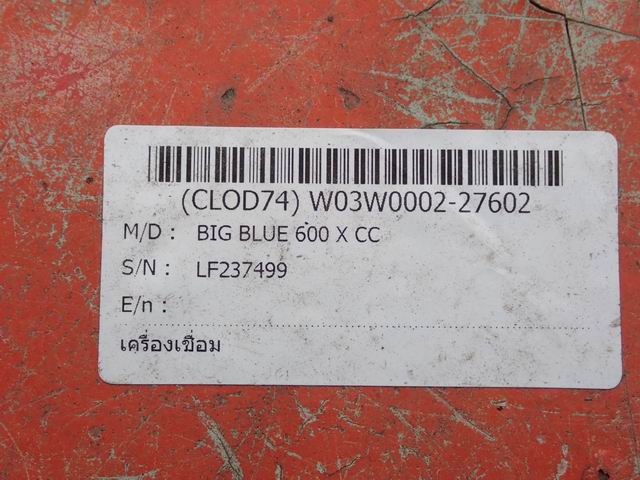 (CLOD74) W03W0002-27602
M/D : BIG BLUE 600 X CC
S/N : LF237499
E/n :
เครื่องเชื่อม